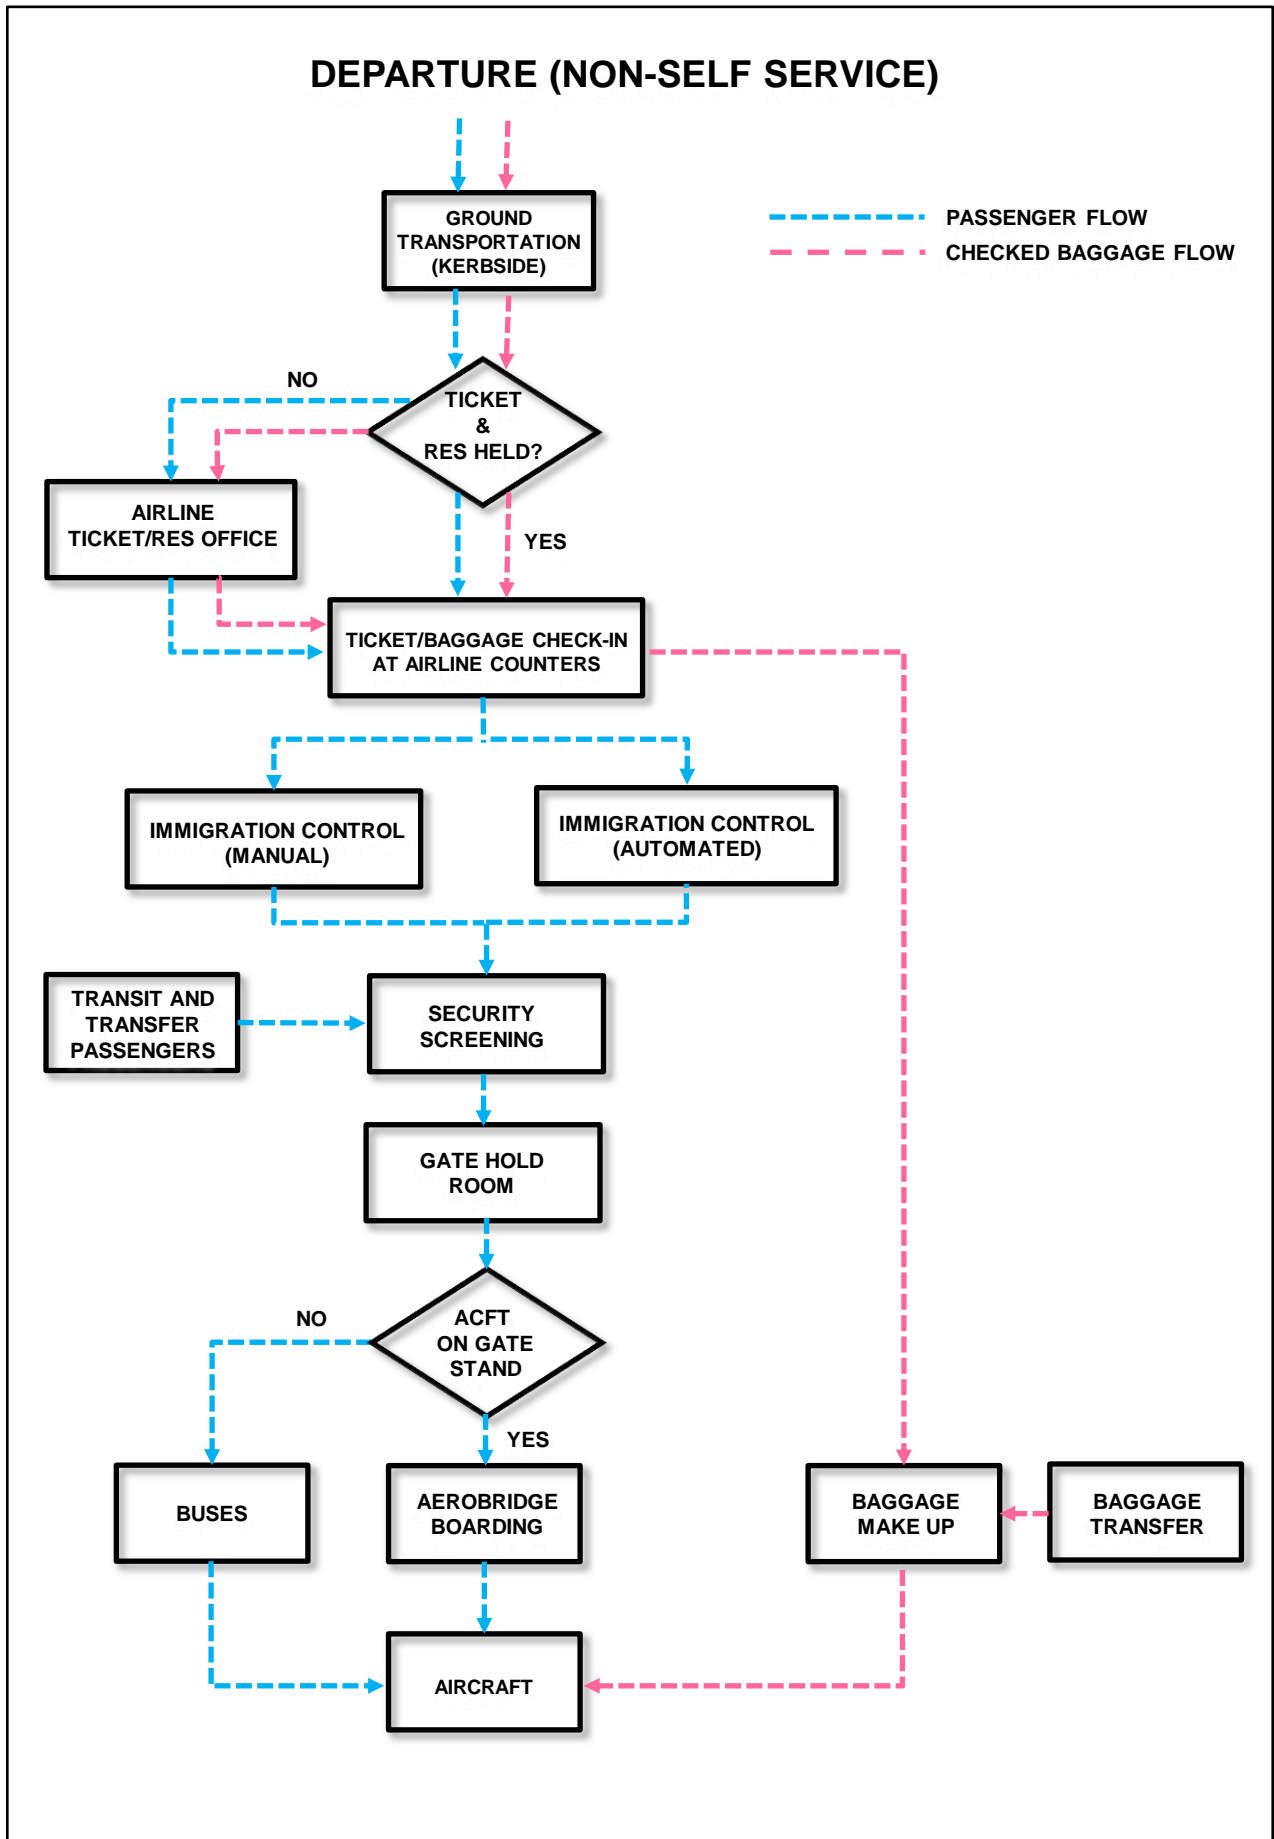 DEPARTURE (NON-SELF SERVICE)
GROUND
TRANSPORTATION
(KERBSIDE)
PASSENGER FLOW
CHECKED BAGGAGE FLOW
NO
TICKET
&
RES HELD?
AIRLINE
TICKET/RES OFFICE
YES
TICKET/BAGGAGE CHECK-IN
AT AIRLINE COUNTERS
IMMIGRATION CONTROL
(MANUAL)
IMMIGRATION CONTROL
(AUTOMATED)
TRANSIT AND
TRANSFER
PASSENGERS
SECURITY
SCREENING
GATE HOLD
ROOM
NO
ACFT
ON GATE
STAND
YES
BUSES
AEROBRIDGE
BOARDING
BAGGAGE
MAKE UP
BAGGAGE
TRANSFER
AIRCRAFT